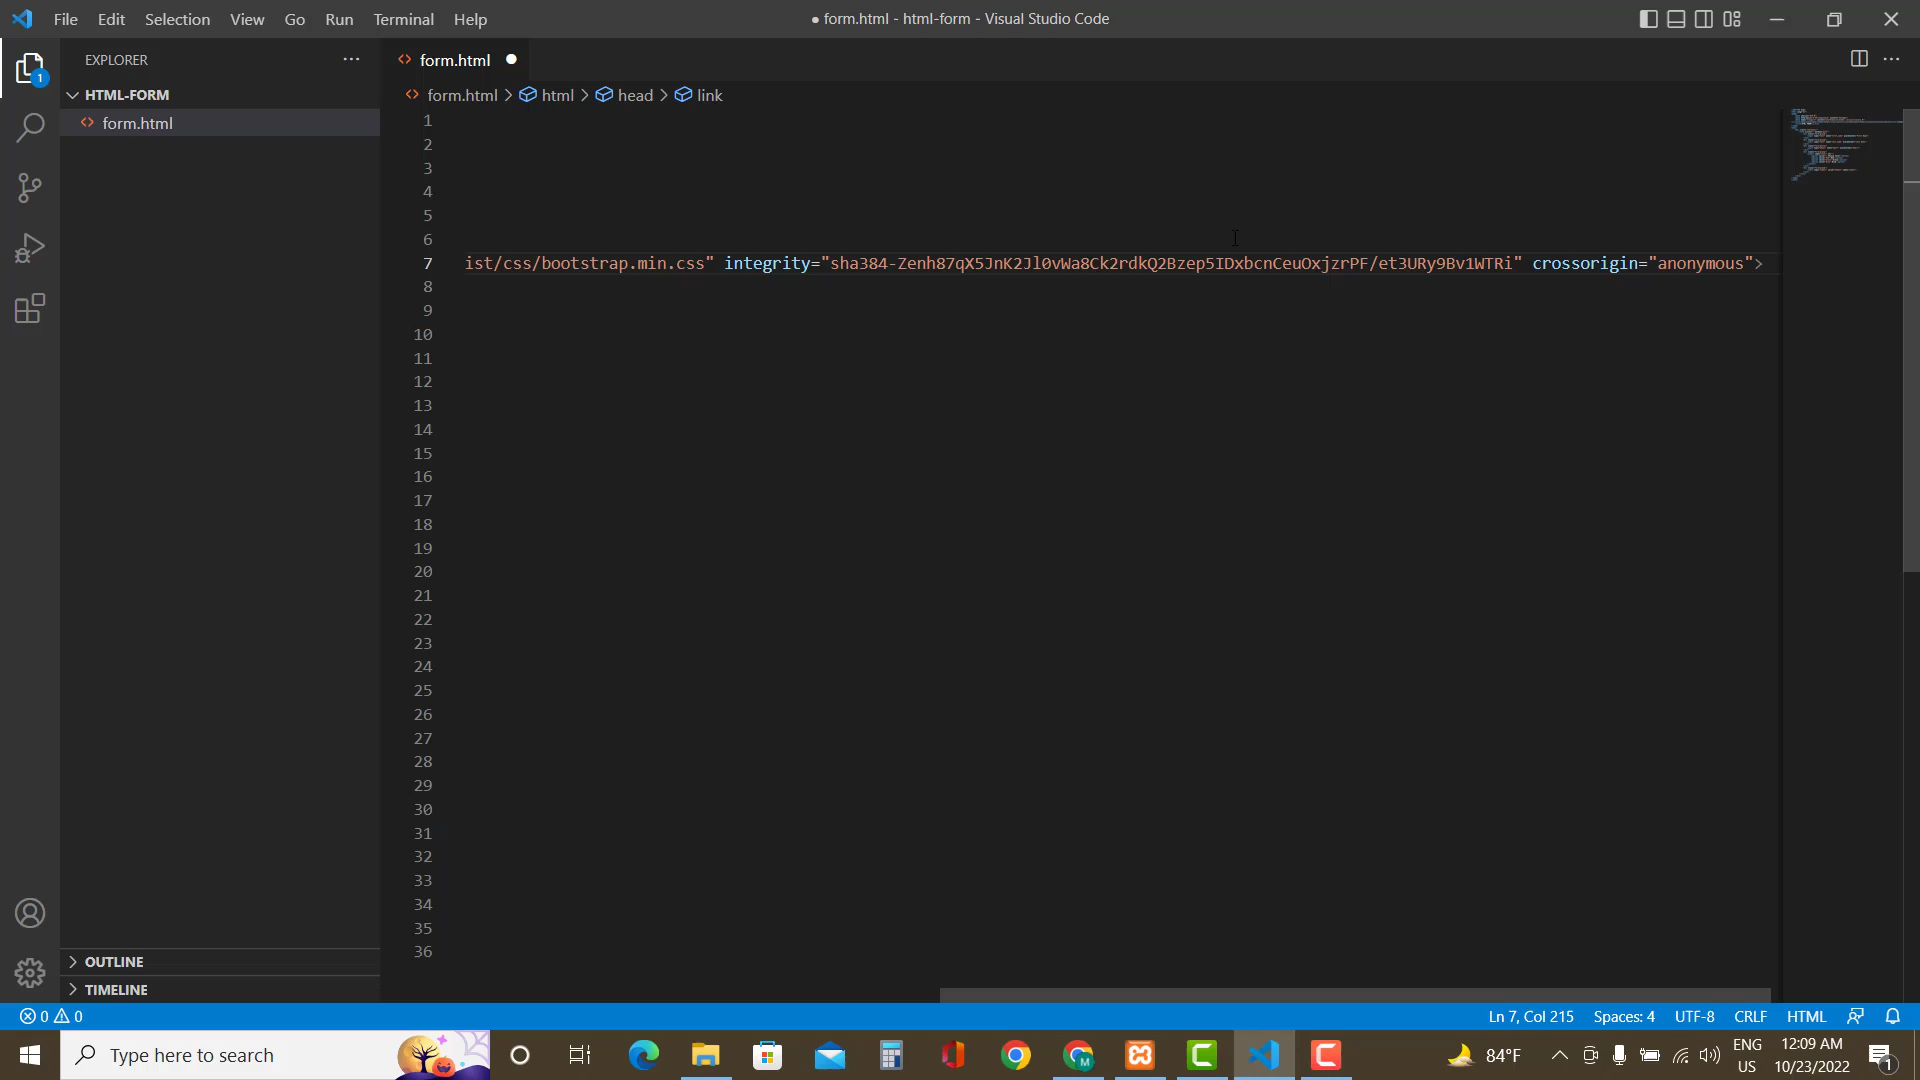 File Edit Selection View Go Run Terminal Help
● form.html - html-form - Visual Studio Code
EXPLORER
form.html
1
HTML-FORM
form.html > html > head > link
form.html
1
2
3
4
5
6
7 ist/css/bootstrap.min.css" integrity="sha384-Zenh87qX5JnK2Jl0vWa8Ck2rdkQ2Bzep5IDxbcnCeuOxjzrPF/et3URy9Bv1WTRi" crossorigin="anonymous">
8
9
10
11
12
13
14
15
16
17
18
19
20
21
22
23
24
25
26
27
28
29
30
31
32
33
34
35
36
OUTLINE
TIMELINE
0 0
Ln 7, Col 215 Spaces: 4 UTF-8 CRLF HTML
Type here to search
84°F
ENG
US
12:09 AM
10/23/2022
1